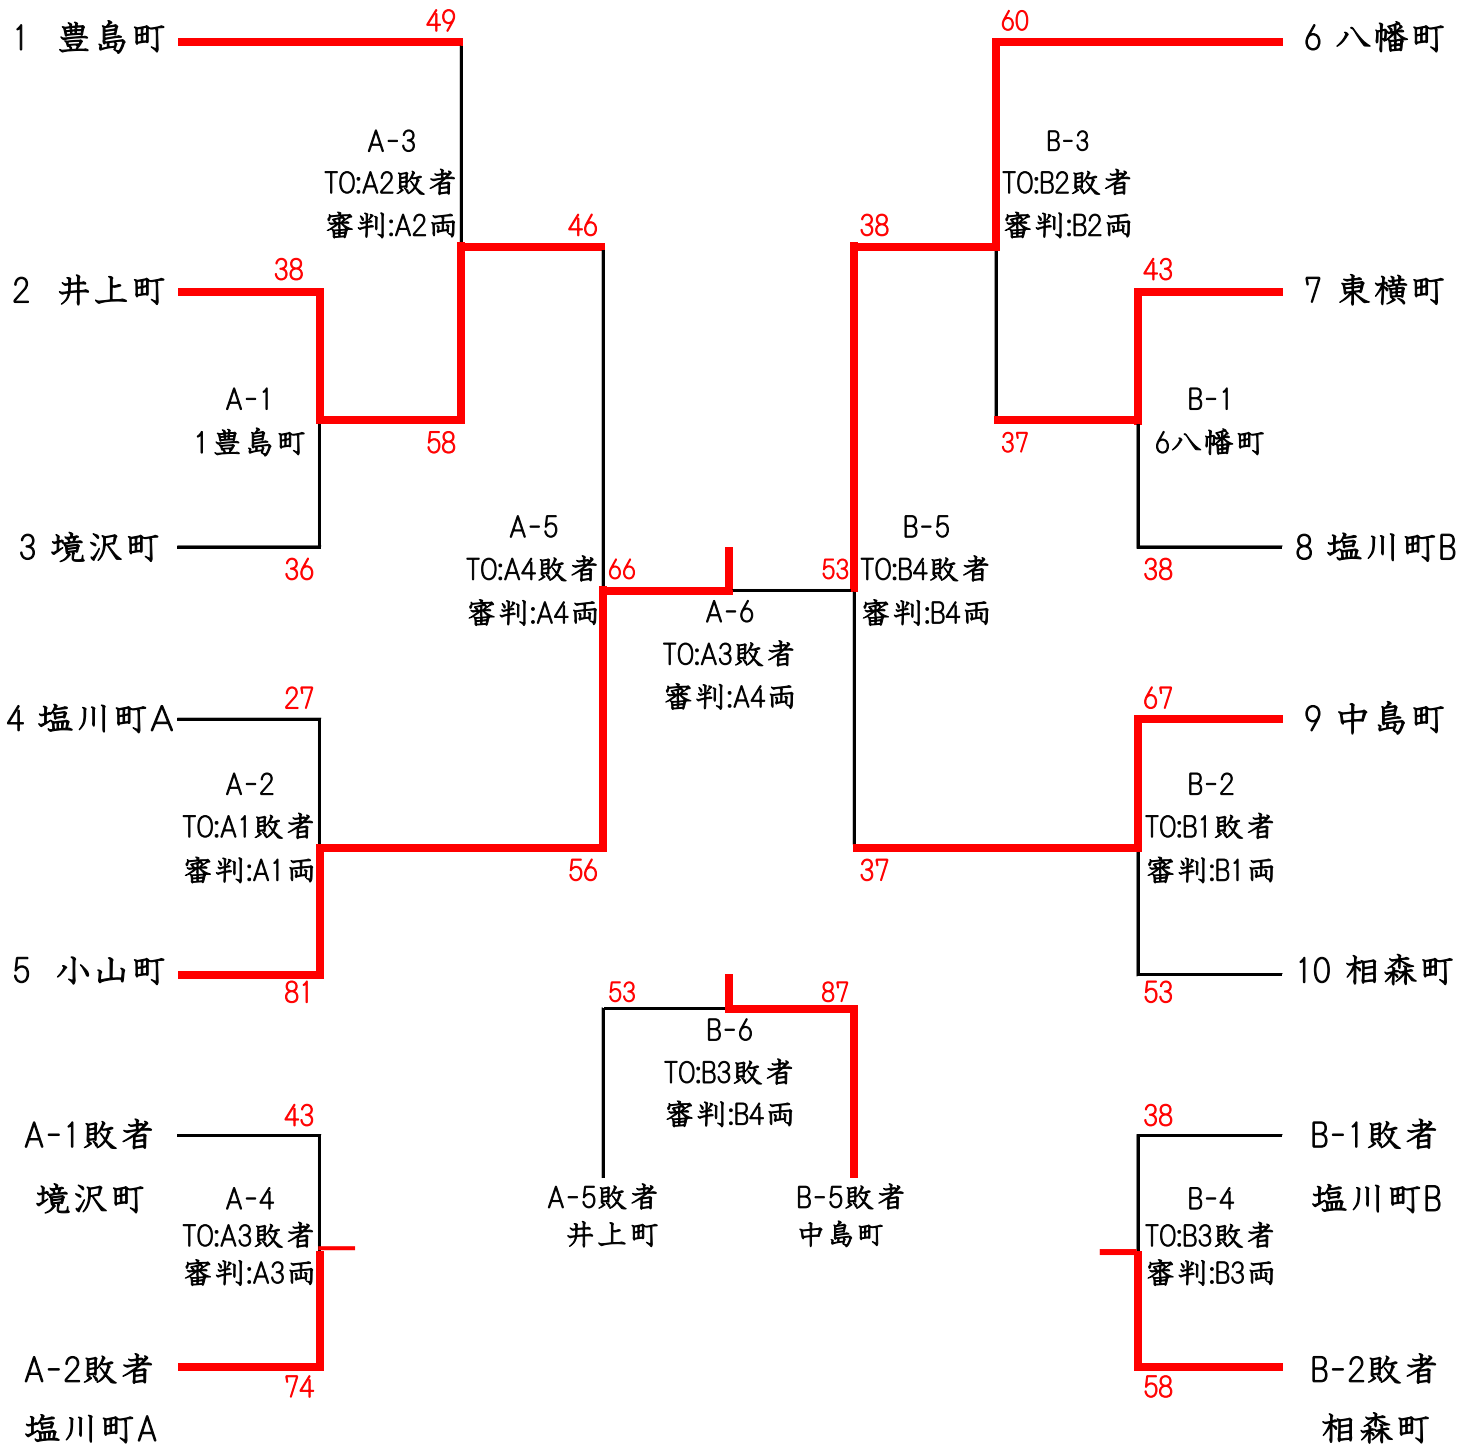 1 豊島町
49
60
6 八幡町
A-3
TO:A2敗者
審判:A2両
B-3
TO:B2敗者
審判:B2両
46
38
2 井上町
38
43
7 東横町
A-1
1豊島町
58
37
B-1
6八幡町
3 境沢町
36
A-5
TO:A4敗者
審判:A4両
66
A-6
TO:A3敗者
審判:A4両
53
B-5
TO:B4敗者
審判:B4両
38
8 塩川町B
4 塩川町A
27
67
9 中島町
A-2
TO:A1敗者
審判:A1両
56
37
B-2
TO:B1敗者
審判:B1両
5 小山町
81
53
10 相森町
53
87
B-6
TO:B3敗者
審判:B4両
A-5敗者
井上町
B-5敗者
中島町
A-1敗者
境沢町
43
A-4
TO:A3敗者
審判:A3両
A-2敗者
塩川町A
74
38
B-1敗者
塩川町B
B-4
TO:B3敗者
審判:B3両
58
B-2敗者
相森町